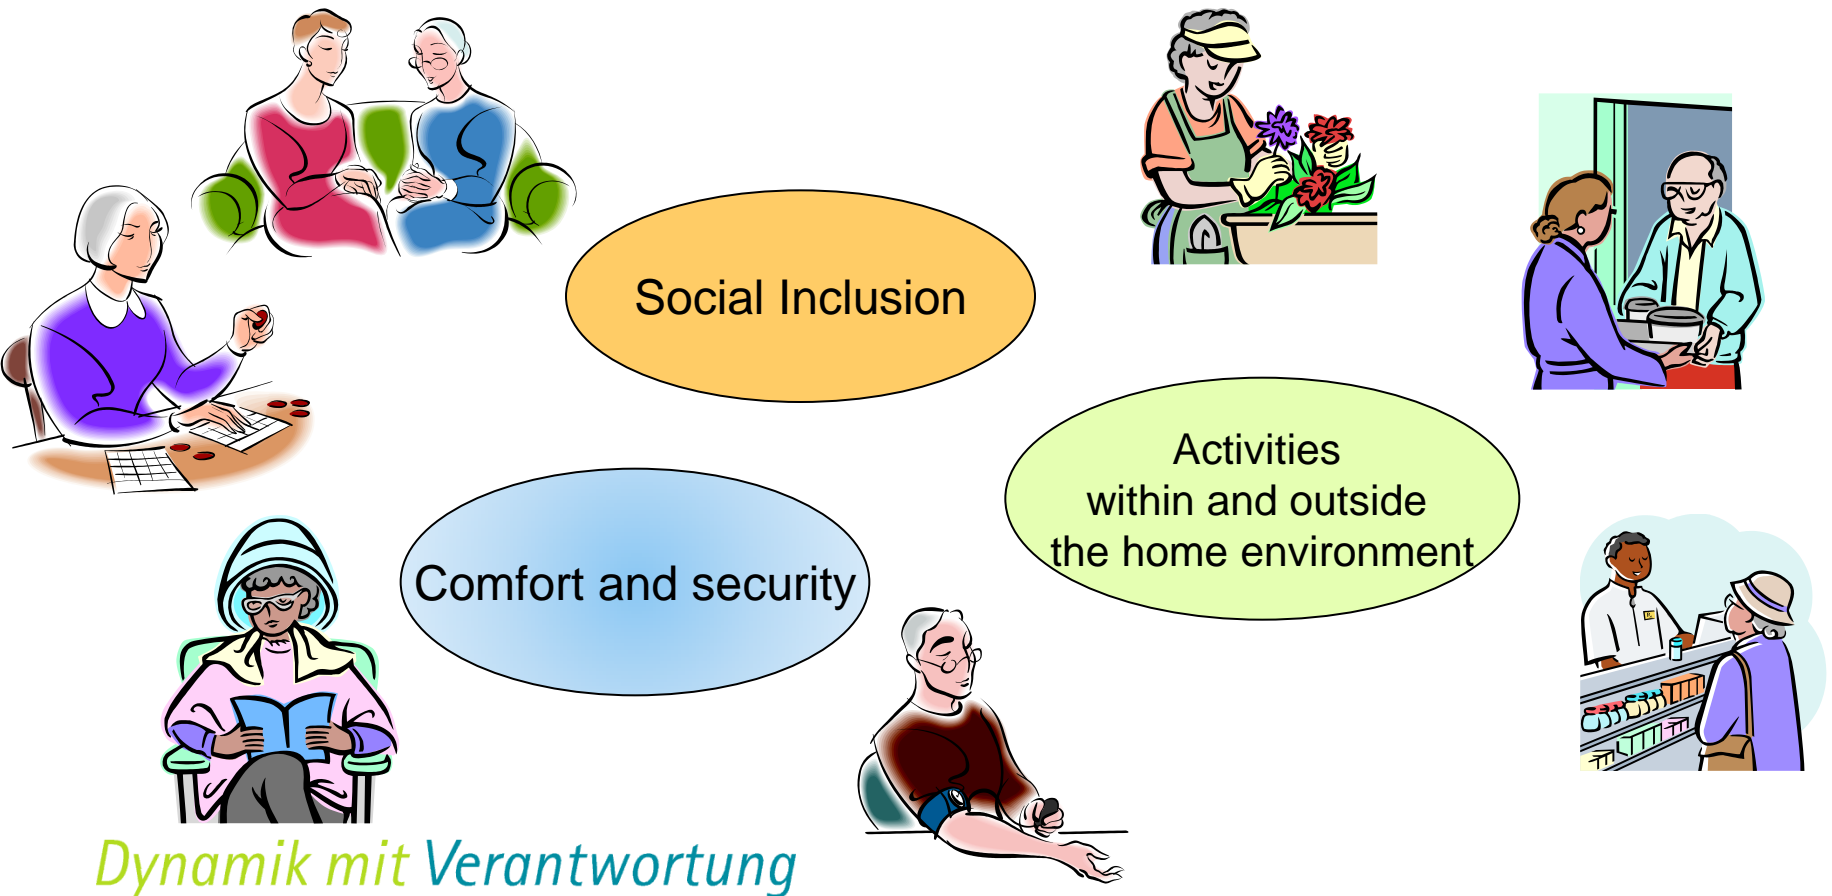 Social Inclusion
Activities
within and outside
the home environment
Comfort and security
Dynamik mit Verantwortung